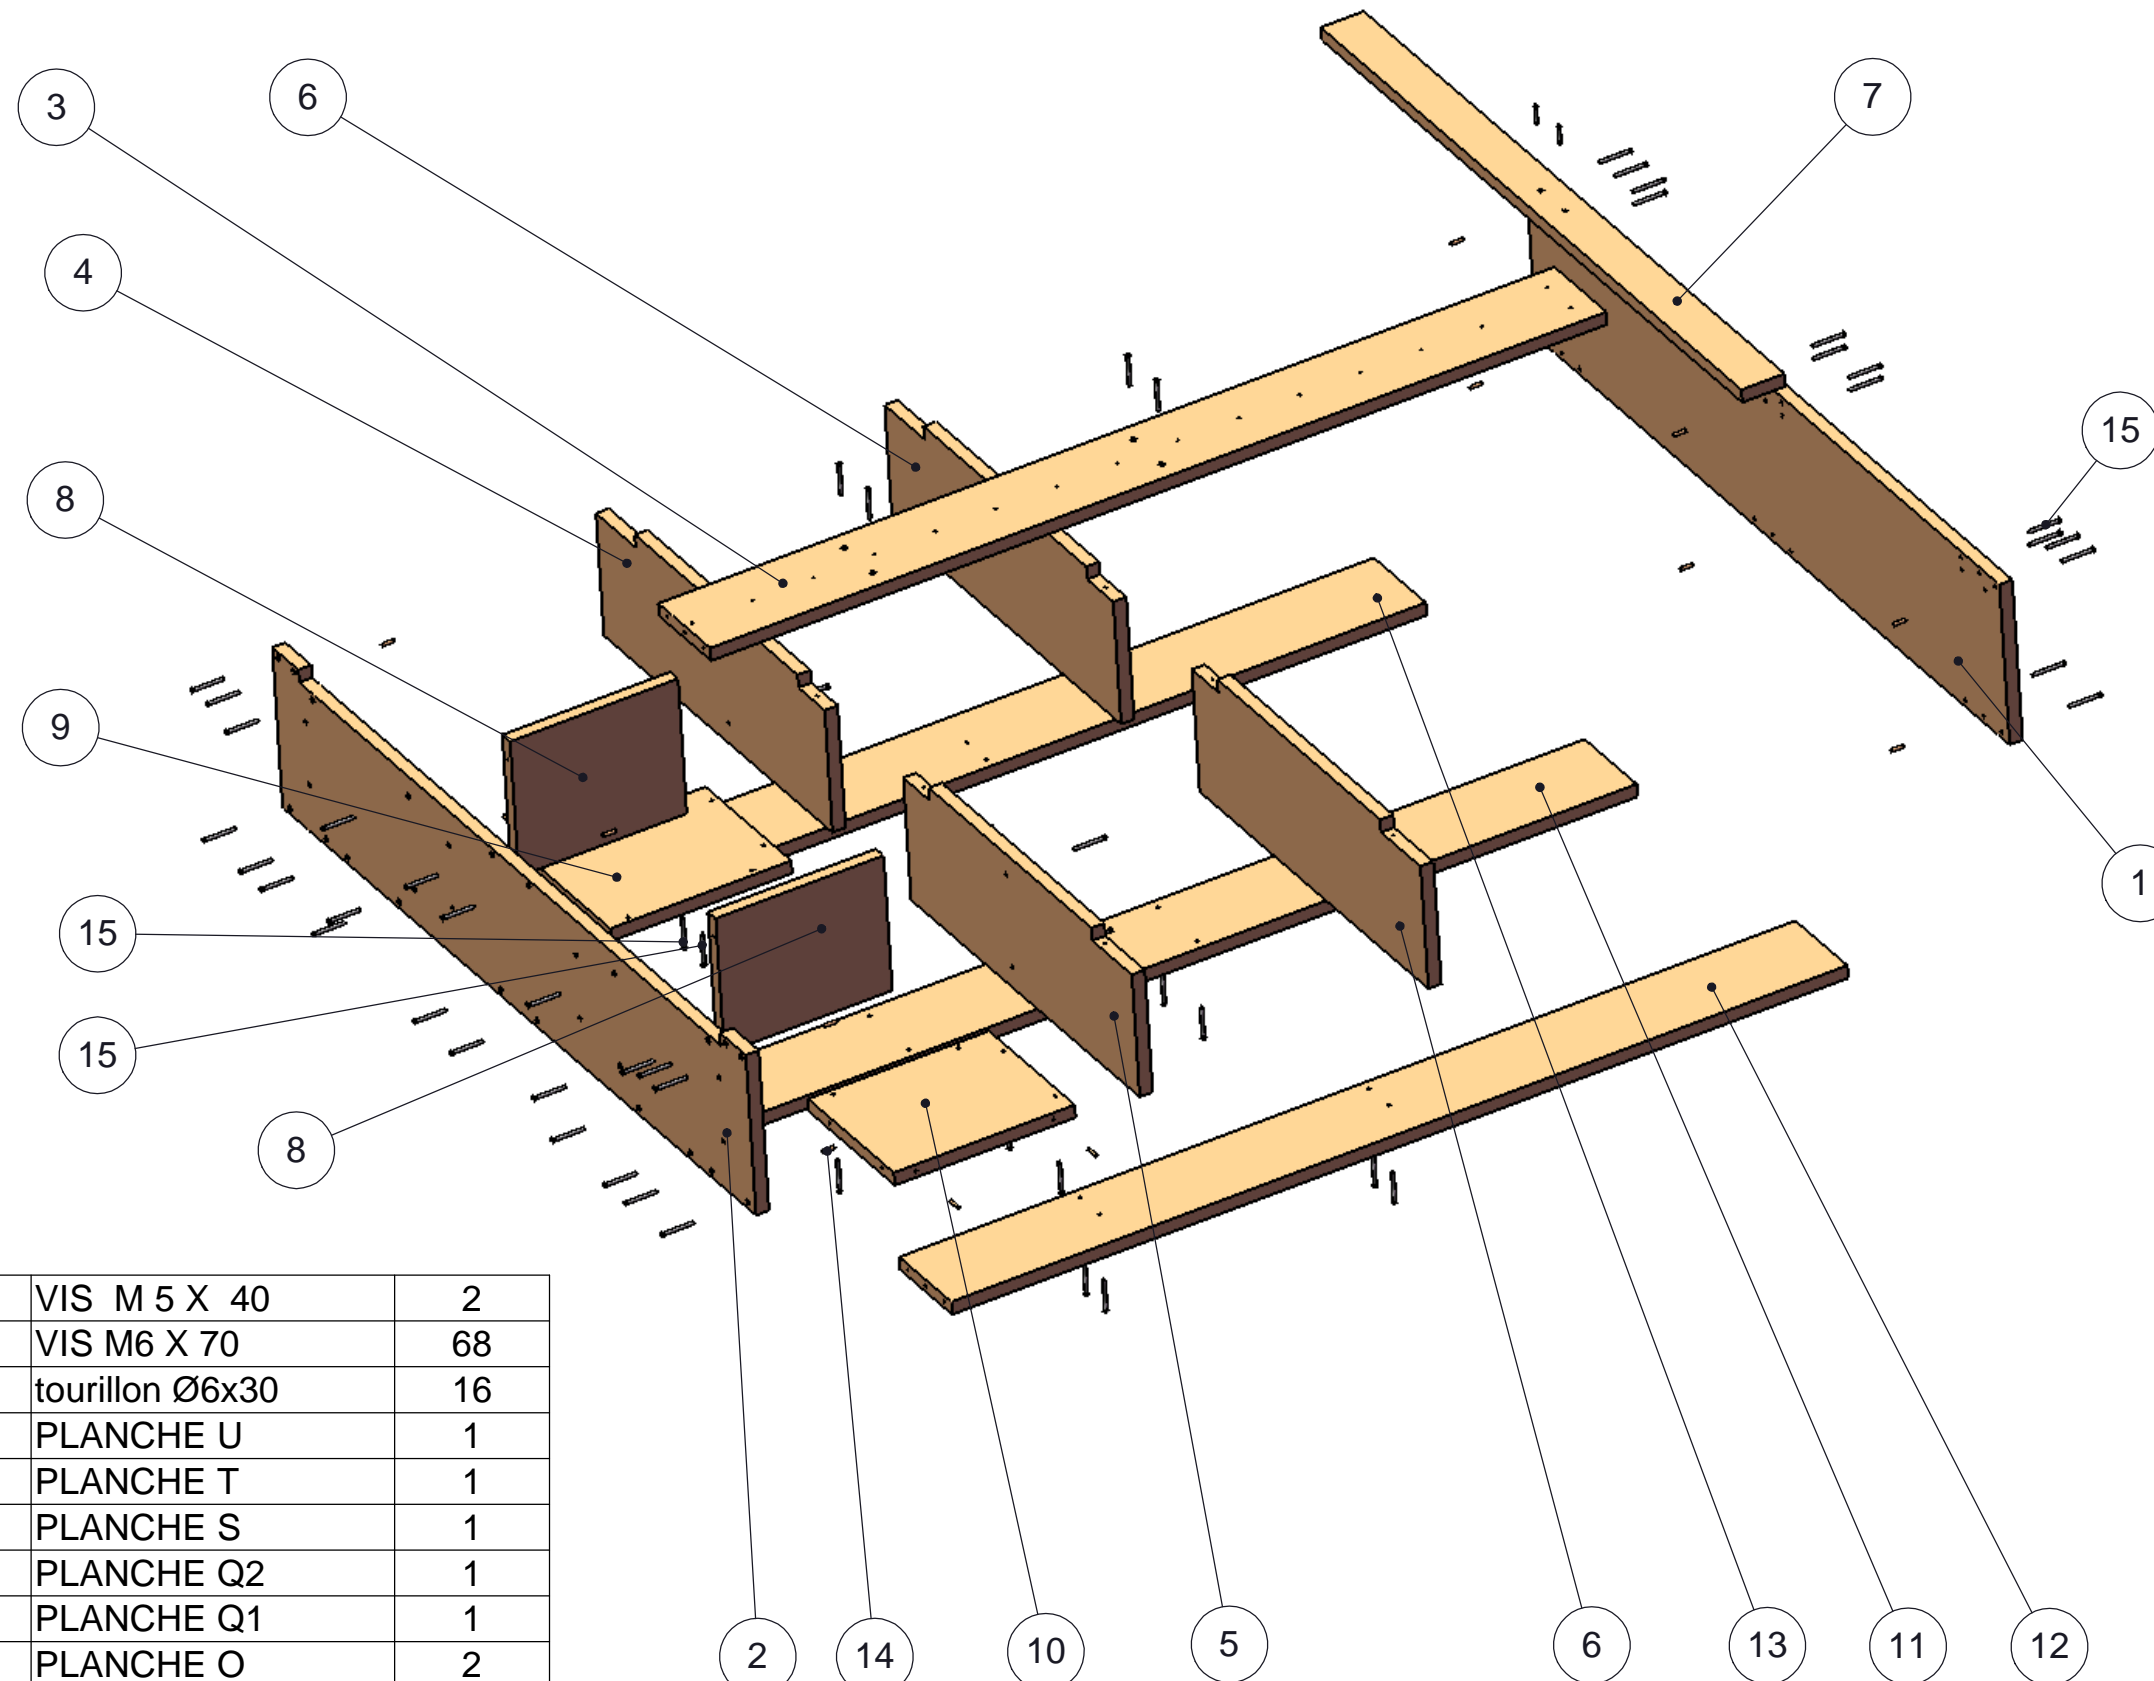 3
6
7
4
15
8
9
1
15
15
8
VIS M 5 X 40 2
VIS M6 X 70 68
tourillon Ø6x30 16
PLANCHE U 1
PLANCHE T 1
PLANCHE S 1
PLANCHE Q2 1
PLANCHE Q1 1
PLANCHE O 2
2
14
10
5
6
13
11
12